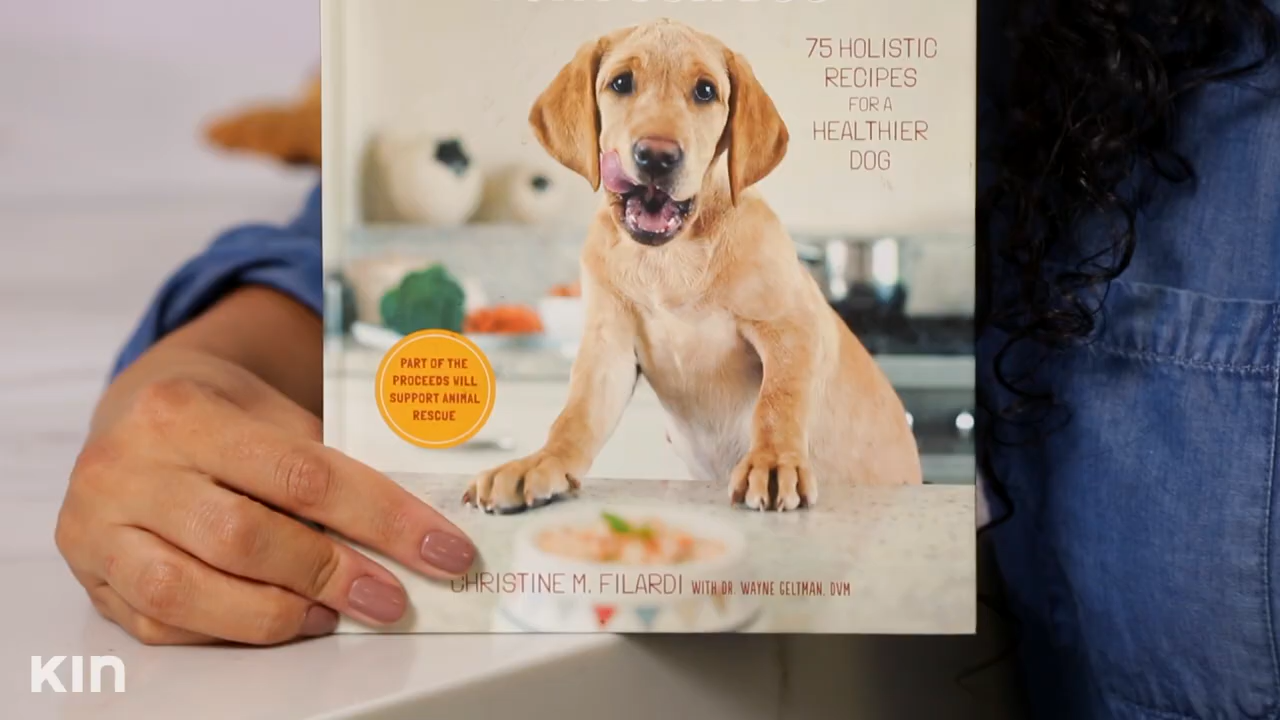 75 HOLISTIC
RECIPES
FOR A
HEALTHIER
DOG
PART OF THE
PROCEEDS WILL
SUPPORT ANIMAL
RESCUE
CHRISTINE M. FILARDI WITH DR. WAYNE GELTMAN, DVM
KIN